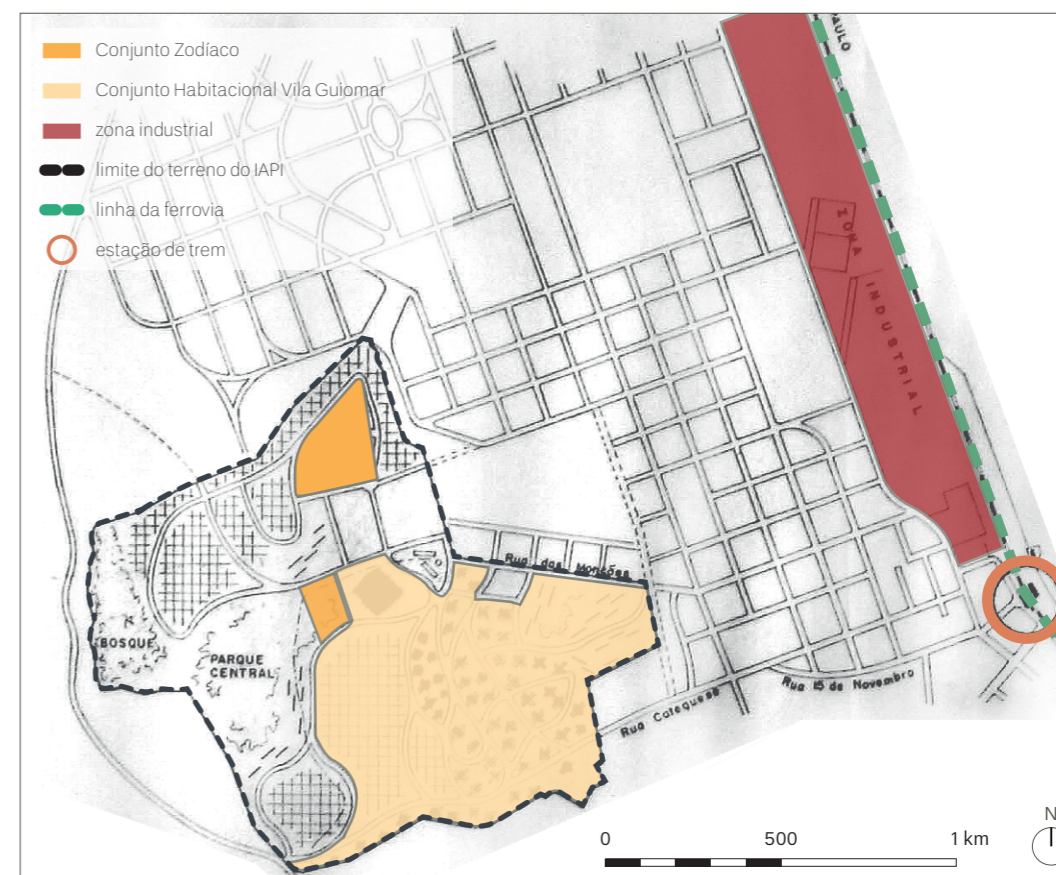 Conjunto Zodíaco
Conjunto Habitacional Vila Guiomar
zona industrial
limite do terreno do IAPI
linha da ferrovia
estação de trem
PAULO
ZONA INDUSTRIAL
Rua das Monções
BOSQUE
PARQUE
CENTRAL
Rua Catequese
Rua 15 de Novembro
0 500 1 km
N